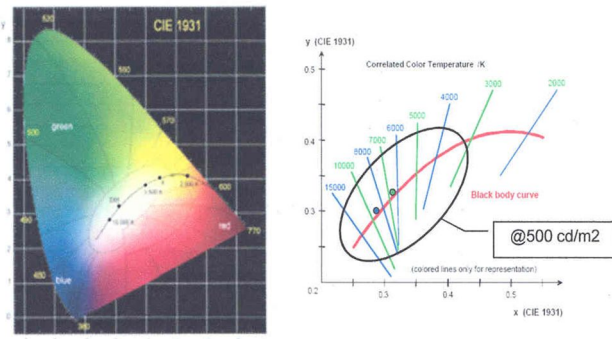 CIE 1931
y
520
560
green
500
570
600
red
770
490
480
blue
380
y (CIE 1931)
Correlated Color Temperature /K
0.5
0.4
0.3
0.2
0.3
0.4
0.5
2000
3000
4000
5000
6000
7000
8000
10000
15000
Black body curve
@500 cd/m2
(colored lines only for representation)
x (CIE 1931)